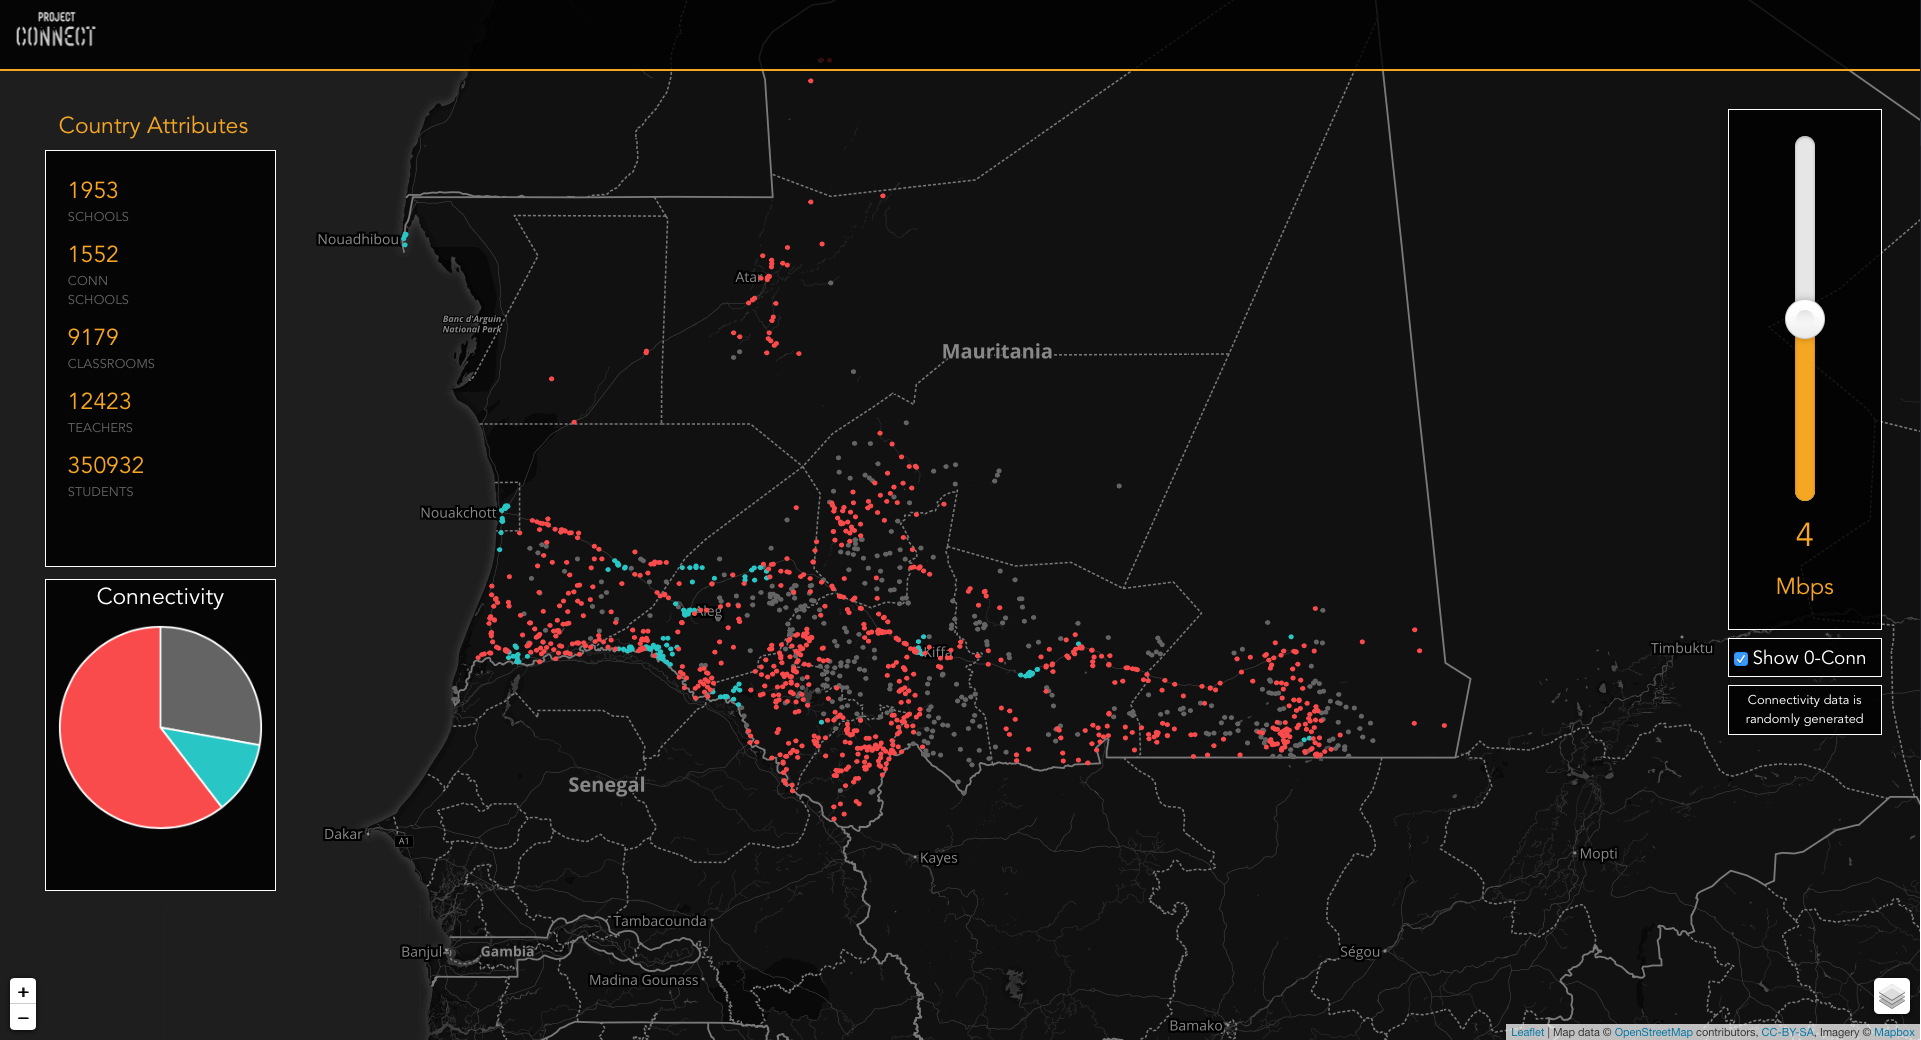 PROJECT
CONNECT
Country Attributes
1953
SCHOOLS
1552
CONN
SCHOOLS
9179
CLASSROOMS
12423
TEACHERS
350932
STUDENTS
Connectivity
Nouadhibou
Atar
Banc d'Arguin
National Park
Mauritania
Nouakchott
Aleg
Kiffa
Timbuktu
Senegal
Dakar
A1
Kayes
Mopti
Tambacounda
Banjul
Gambia
Ségou
Madina Gounass
Bamako
4
Mbps
Show 0-Conn
Connectivity data is
randomly generated
+
−
Leaflet | Map data © OpenStreetMap contributors, CC-BY-SA, Imagery © Mapbox